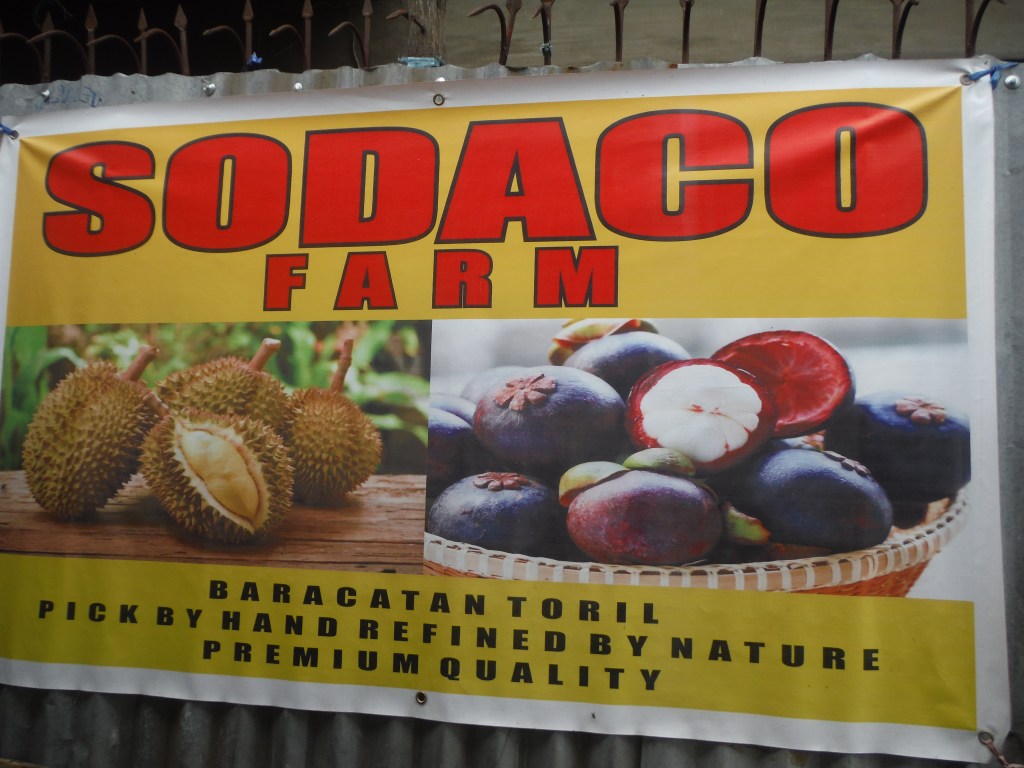 SODACO
FARM
BARACATAN TORIL
PICK BY HAND REFINED BY NATURE
PREMIUM QUALITY